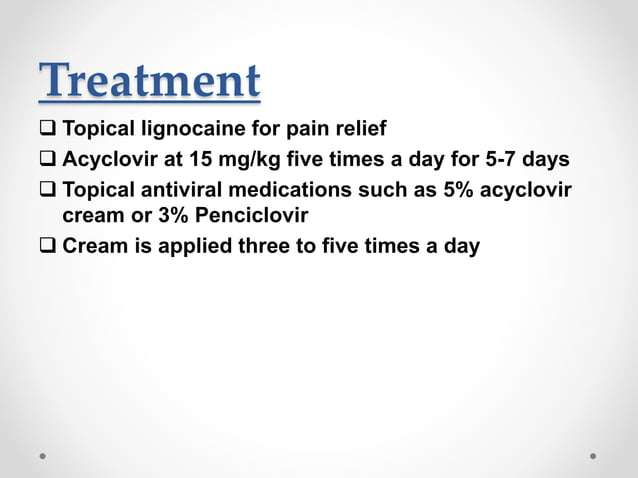 Treatment
❑ Topical lignocaine for pain relief
❑ Acyclovir at 15 mg/kg five times a day for 5-7 days
❑ Topical antiviral medications such as 5% acyclovir
cream or 3% Penciclovir
❑ Cream is applied three to five times a day